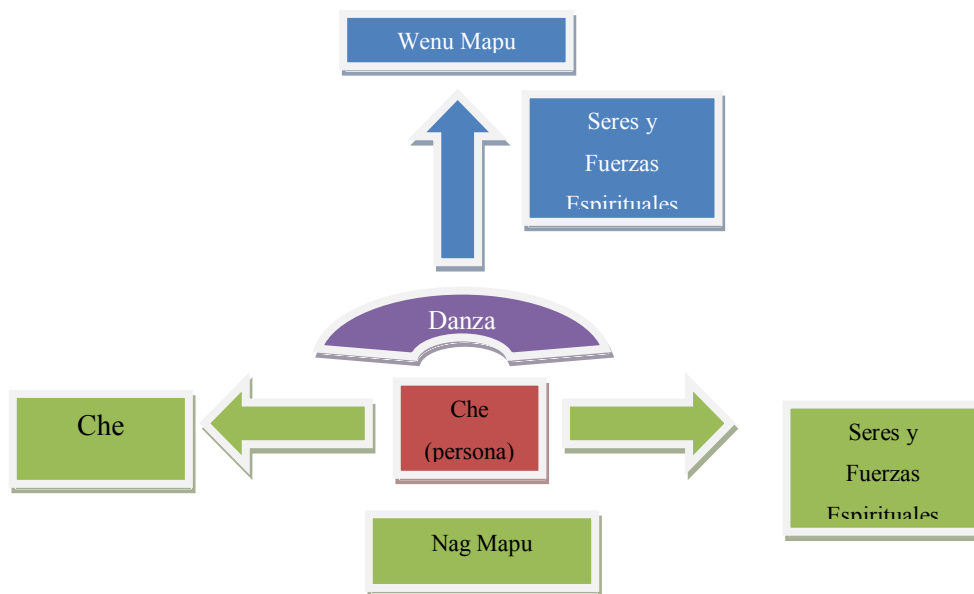 Wenu Mapu
Seres y
Fuerzas
Espirituales
Danza
Che
Che
(persona)
Seres y
Fuerzas
Espirituales
Nag Mapu